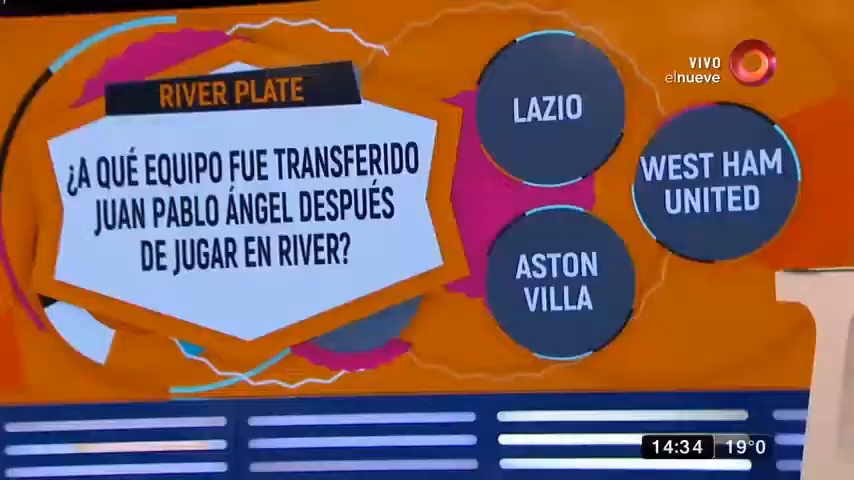 RIVER PLATE
¿A QUÉ EQUIPO FUE TRANSFERIDO
JUAN PABLO ÁNGEL DESPUÉS
DE JUGAR EN RIVER?
LAZIO
WEST HAM
UNITED
ASTON
VILLA
VIVO
elnueve
14:34 19°0